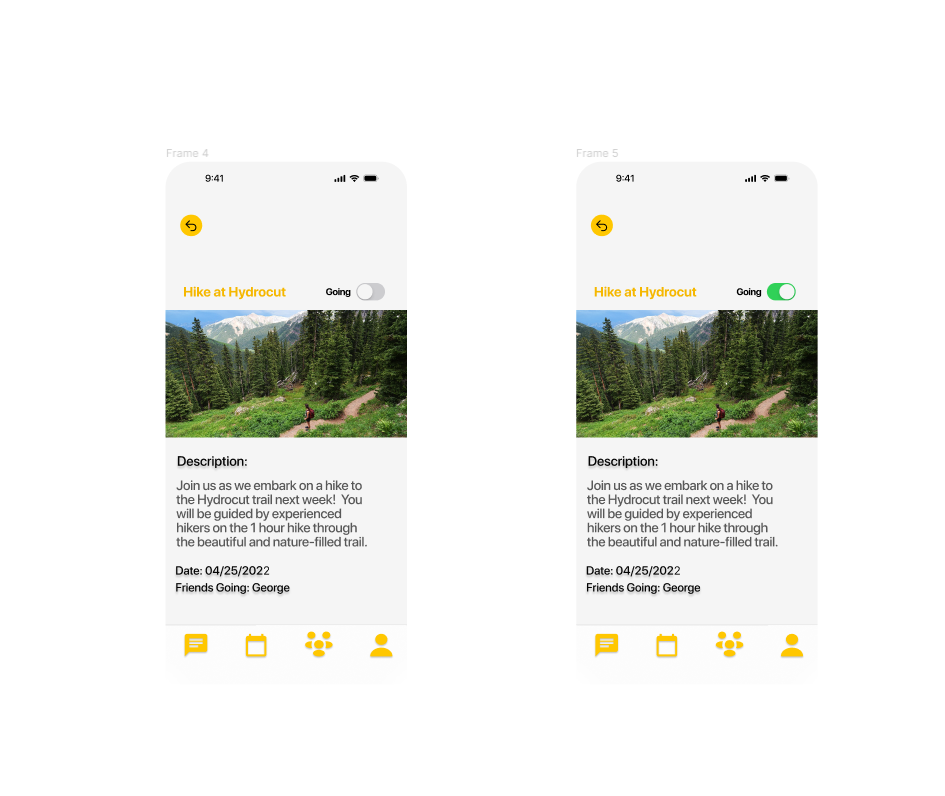 Frame 4
9:41
Hike at Hydrocut
Going
Description:
Join us as we embark on a hike to
the Hydrocut trail next week!  You
will be guided by experienced
hikers on the 1 hour hike through
the beautiful and nature-filled trail.
Date: 04/25/2022
Friends Going: George
Frame 5
9:41
Hike at Hydrocut
Going
Description:
Join us as we embark on a hike to
the Hydrocut trail next week!  You
will be guided by experienced
hikers on the 1 hour hike through
the beautiful and nature-filled trail.
Date: 04/25/2022
Friends Going: George